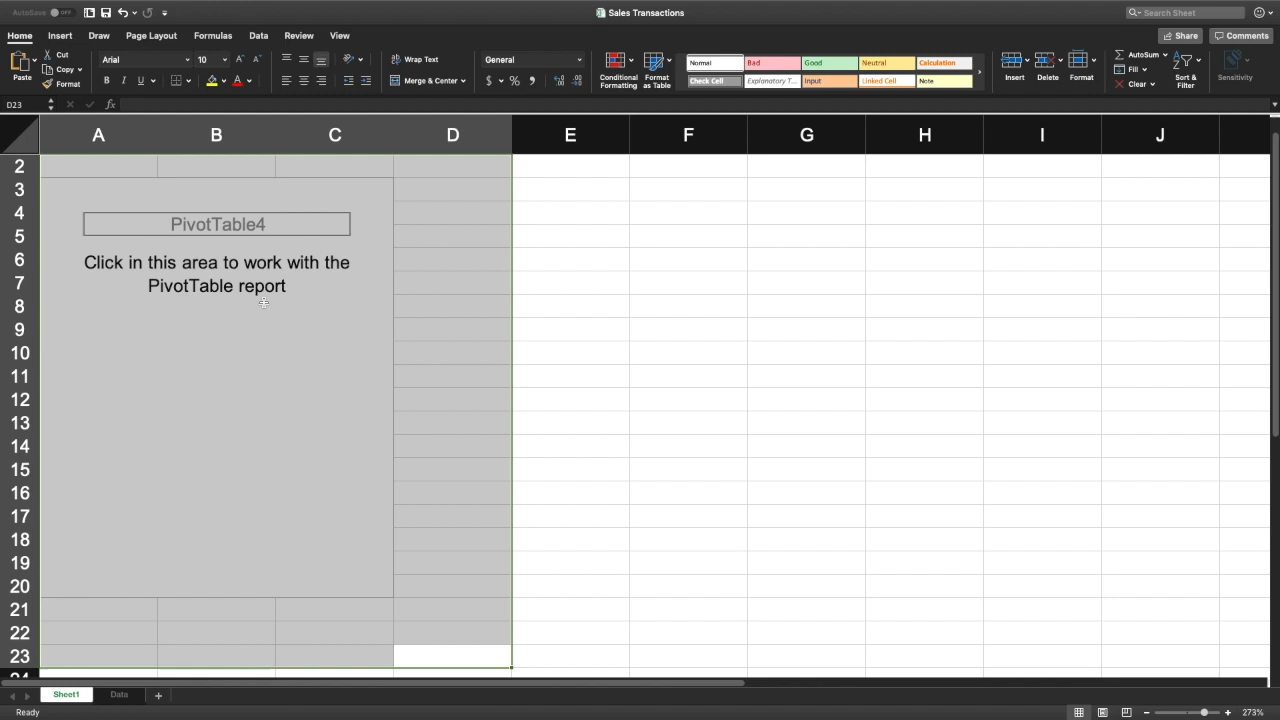 AutoSave OFF
Sales Transactions
Search Sheet
Home Insert Draw Page Layout Formulas Data Review View
Share Comments
Paste
Cut
Copy
Format
Arial 10
B I U
A
Wrap Text
Merge & Center
General
$ %
Conditional Formatting
Format as Table
Normal Bad Good Neutral Calculation
Check Cell Explanatory T... Input Linked Cell Note
Insert Delete Format
AutoSum
Fill
Clear
Sort & Filter
Sensitivity
D23 fx
A B C D E F G H I J
2
3
4
5
6
7
8
9
10
11
12
13
14
15
16
17
18
19
20
21
22
23
24
PivotTable4
Click in this area to work with the
PivotTable report
Sheet1 Data
Ready
273%